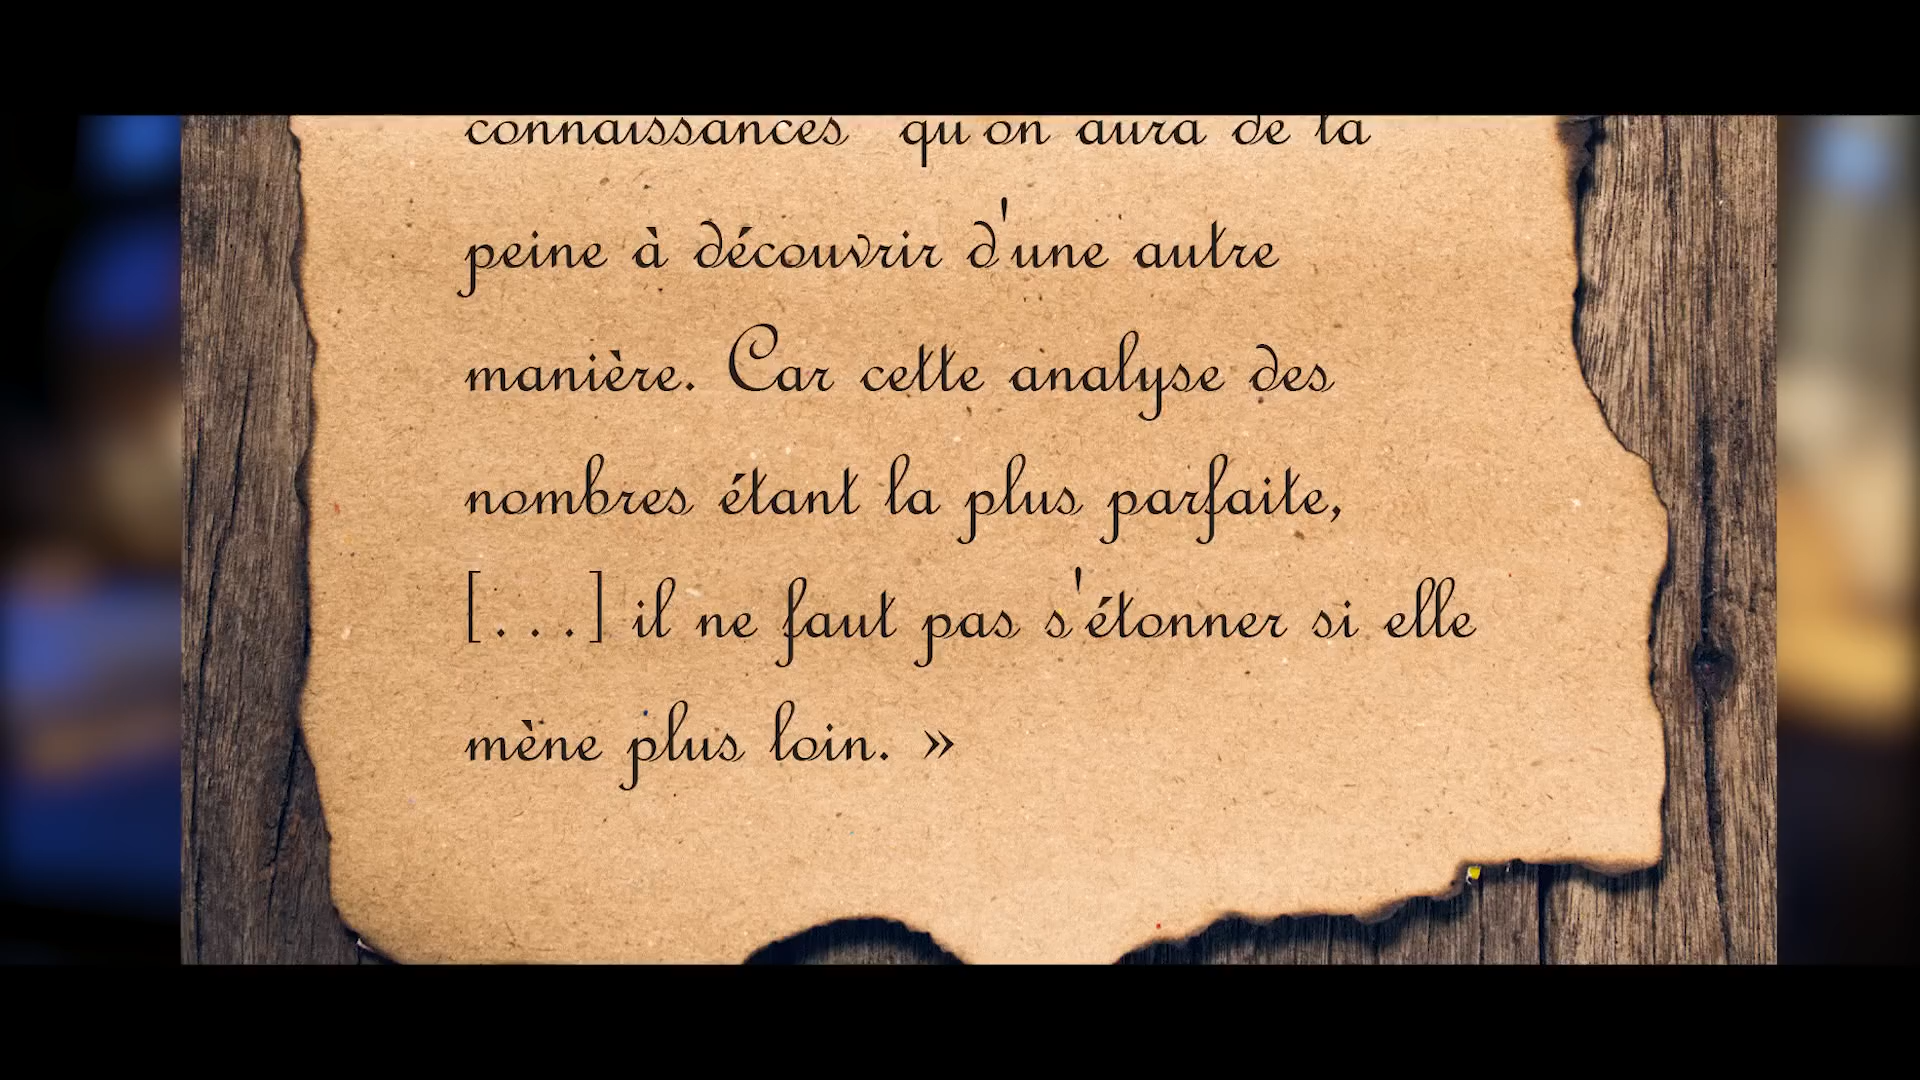 connaissances qu'on aura de la
peine à découvrir d'une autre
manière. Car cette analyse des
nombres étant la plus parfaite,
[...] il ne faut pas s'étonner si elle
mène plus loin. »